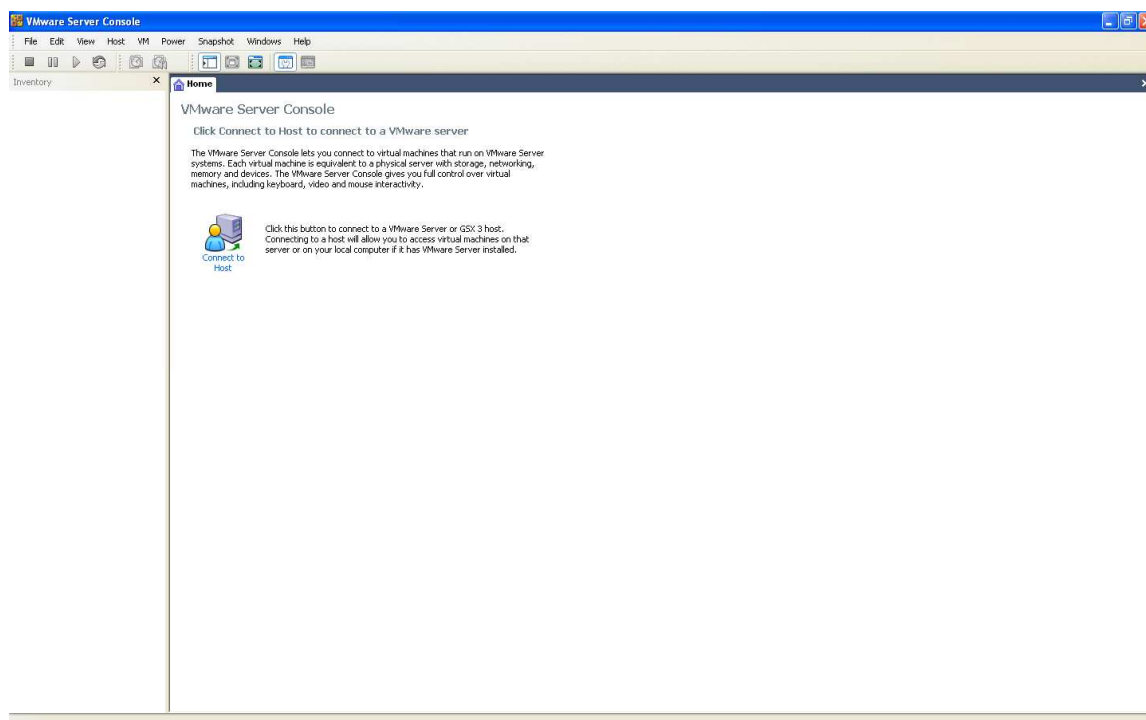 VMware Server Console
File Edit View Host VM Power Snapshot Windows Help
Inventory
Home
VMware Server Console
Click Connect to Host to connect to a VMware server
The VMware Server Console lets you connect to virtual machines that run on VMware Server
systems. Each virtual machine is equivalent to a physical server with storage, networking,
memory and devices. The VMware Server Console gives you full control over virtual
machines, including keyboard, video and mouse interactivity.
Click this button to connect to a VMware Server or GSX 3 host.
Connecting to a host will allow you to access virtual machines on that
server or on your local computer if it has VMware Server installed.
Connect to
Host